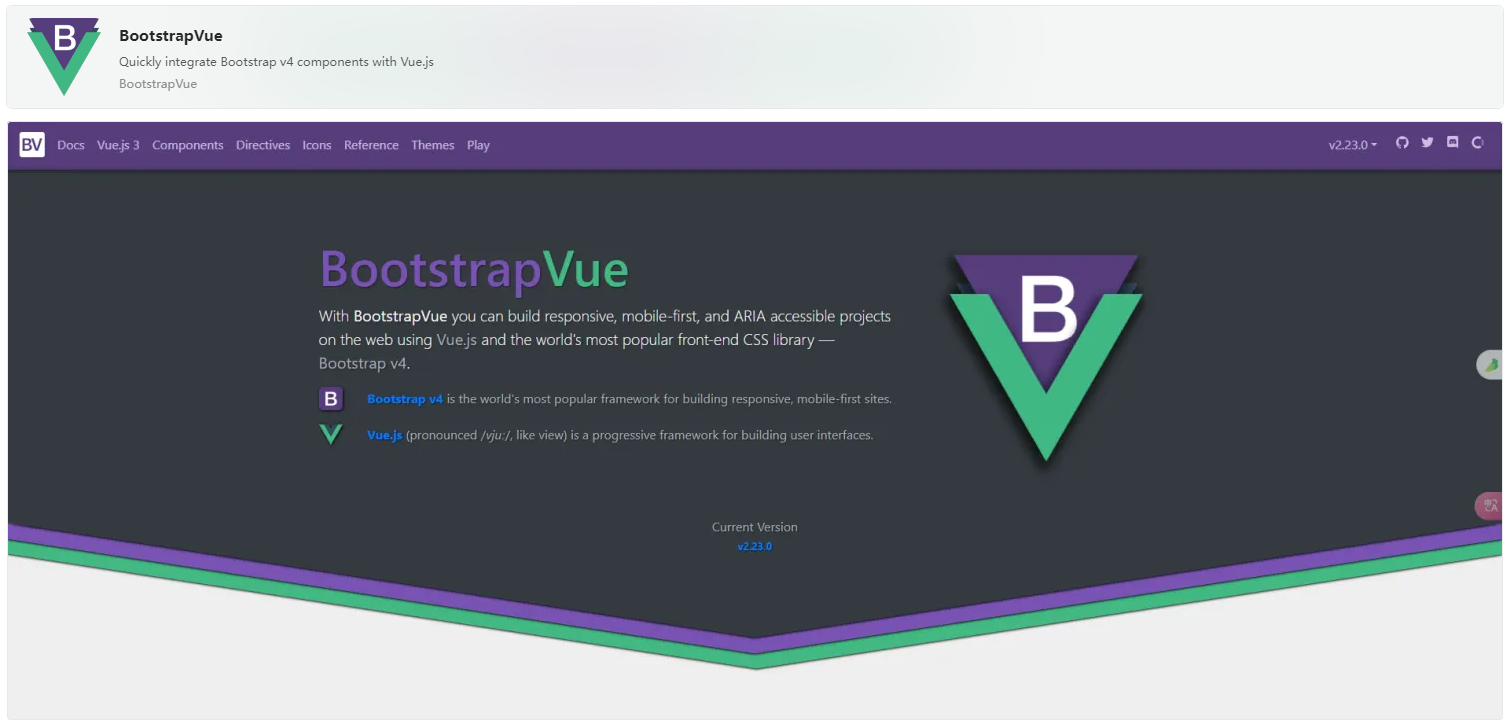 B
BootstrapVue
Quickly integrate Bootstrap v4 components with Vue.js
BootstrapVue
BV Docs Vue.js 3 Components Directives Icons Reference Themes Play v2.23.0
BootstrapVue
With BootstrapVue you can build responsive, mobile-first, and ARIA accessible projects
on the web using Vue.js and the world's most popular front-end CSS library —
Bootstrap v4.
B
B Bootstrap v4 is the world's most popular framework for building responsive, mobile-first sites.
Vue.js (pronounced /vjuː/, like view) is a progressive framework for building user interfaces.
Current Version
v2.23.0